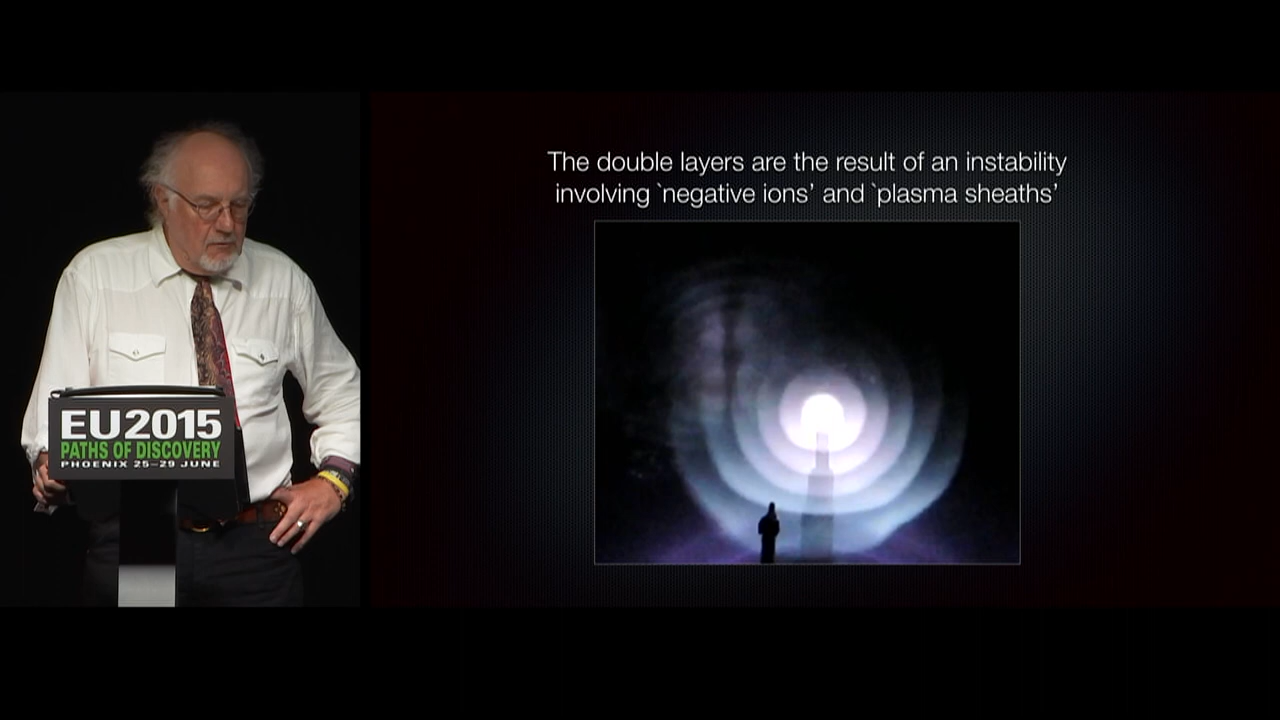 The double layers are the result of an instability
involving `negative ions’ and `plasma sheaths’
EU2015
PATHS OF DISCOVERY
PHOENIX 25–29 JUNE